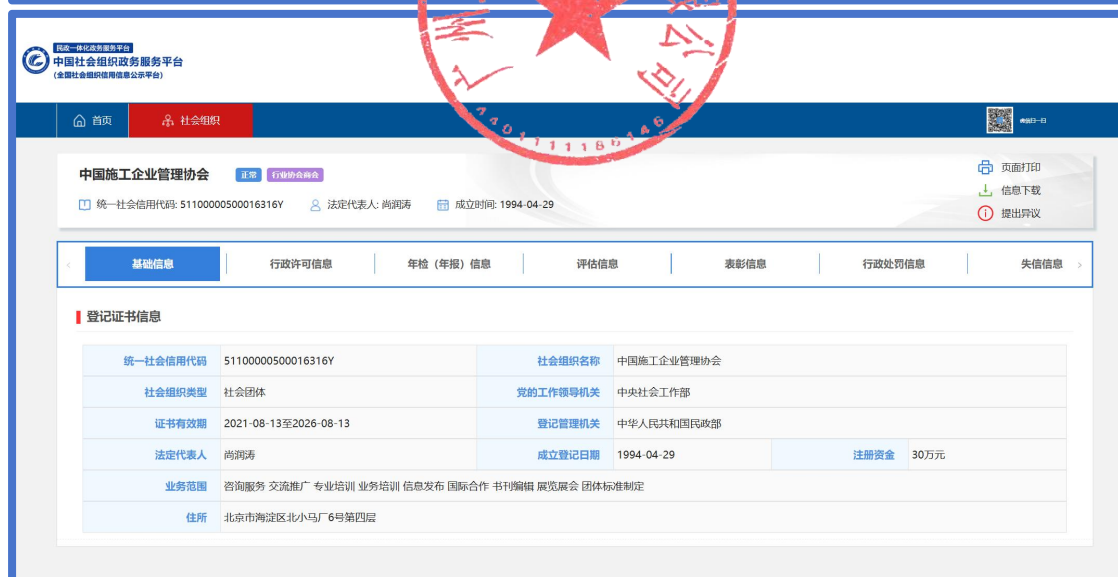 民政一体化政务服务平台
中国社会组织政务服务平台
(全国社会组织信用信息公示平台)
首页
社会组织
微信扫一扫
中国施工企业管理协会 正常 行业协会商会
统一社会信用代码: 51100000500016316Y 法定代表人: 尚润涛 成立时间: 1994-04-29
页面打印
信息下载
提出异议
基础信息 行政许可信息 年检（年报）信息 评估信息 表彰信息 行政处罚信息 失信信息
登记证书信息
统一社会信用代码 51100000500016316Y 社会组织名称 中国施工企业管理协会
社会组织类型 社会团体 党的工作领导机关 中央社会工作部
证书有效期 2021-08-13至2026-08-13 登记管理机关 中华人民共和国民政部
法定代表人 尚润涛 成立登记日期 1994-04-29 注册资金 30万元
业务范围 咨询服务 交流推广 专业培训 业务培训 信息发布 国际合作 书刊编辑 展览展会 团体标准制定
住所 北京市海淀区北小马厂6号第四层
广州
公司